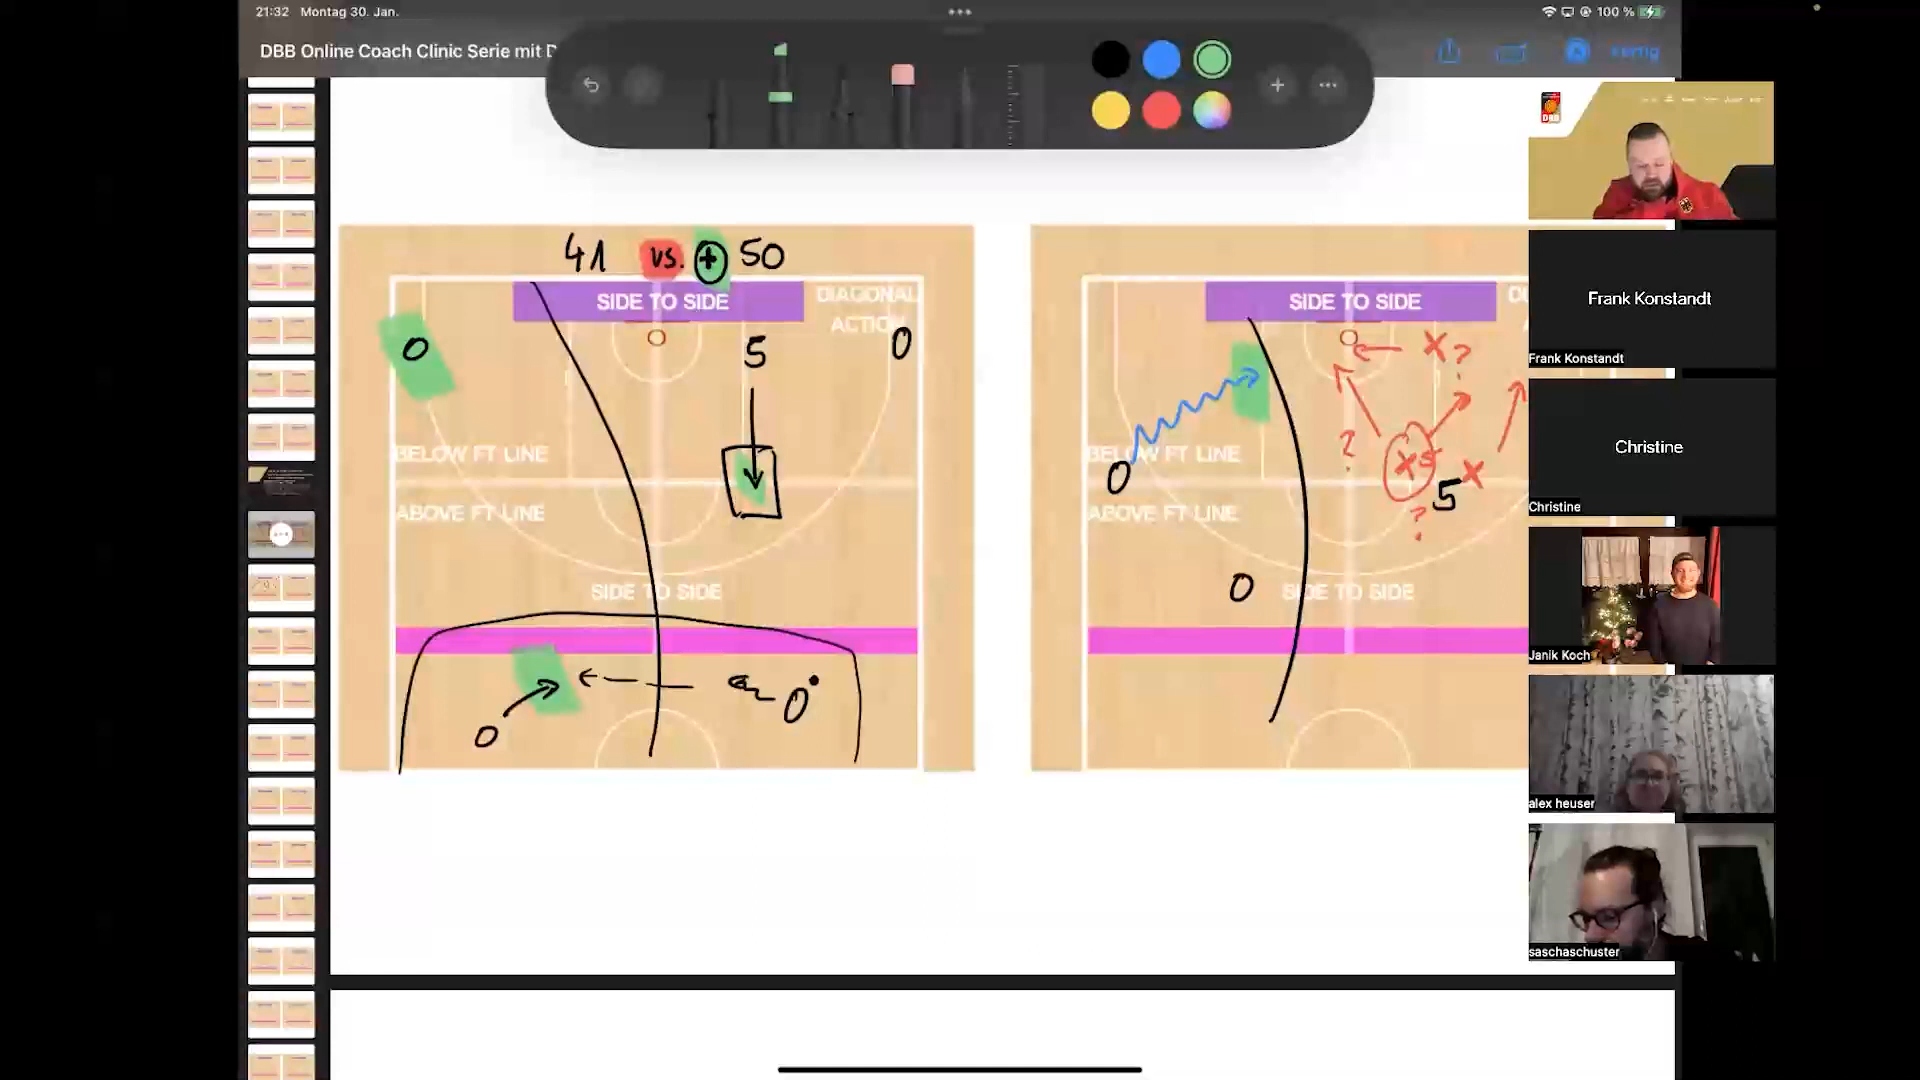 21:32 Montag 30. Jan.
100 %
DBB Online Coach Clinic Serie mit D
Fertig
41 vs. + 50
SIDE TO SIDE
DIAGONAL
ACTION
0
5
0
BELOW FT LINE
ABOVE FT LINE
SIDE TO SIDE
0
0
SIDE TO SIDE
X ?
BELOW FT LINE
0
?
X5
X
5
ABOVE FT LINE
?
0
SIDE TO SIDE
DBB
Frank Konstandt
Frank Konstandt
Christine
Christine
Janik Koch
alex heuser
saschaschuster